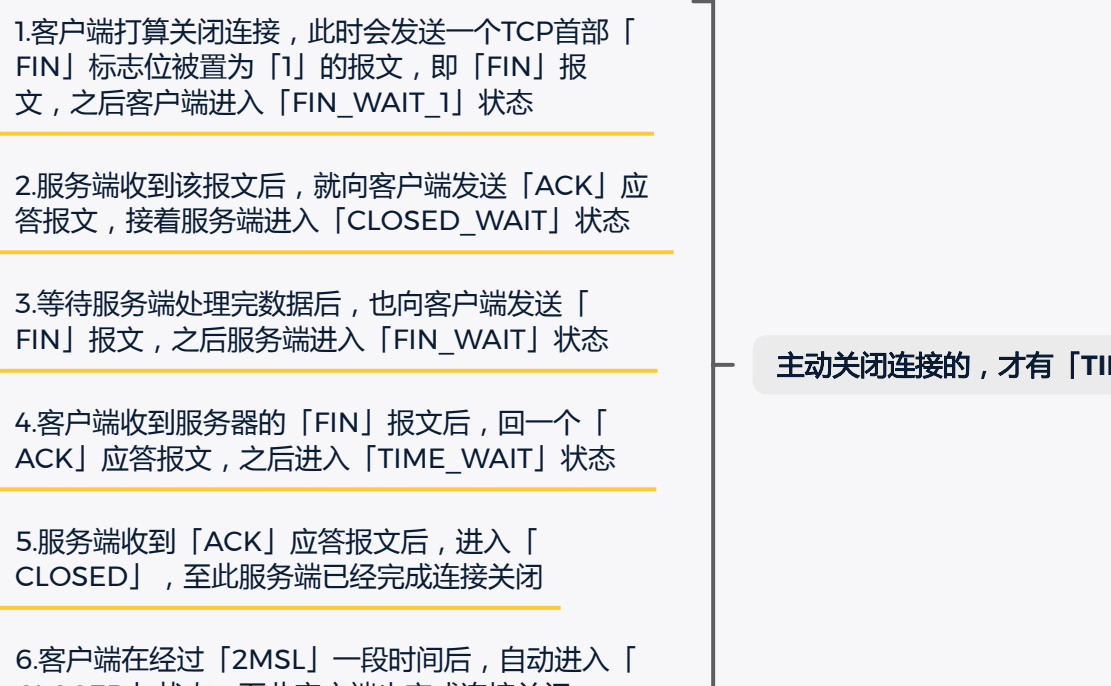 1.客户端打算关闭连接，此时会发送一个TCP首部「
FIN」标志位被置为「1」的报文，即「FIN」报
文，之后客户端进入「FIN_WAIT_1」状态
2.服务端收到该报文后，就向客户端发送「ACK」应
答报文，接着服务端进入「CLOSED_WAIT」状态
3.等待服务端处理完数据后，也向客户端发送「
FIN」报文，之后服务端进入「FIN_WAIT」状态
主动关闭连接的，才有「TI
4.客户端收到服务器的「FIN」报文后，回一个「
ACK」应答报文，之后进入「TIME_WAIT」状态
5.服务端收到「ACK」应答报文后，进入「
CLOSED」，至此服务端已经完成连接关闭
6.客户端在经过「2MSL」一段时间后，自动进入「